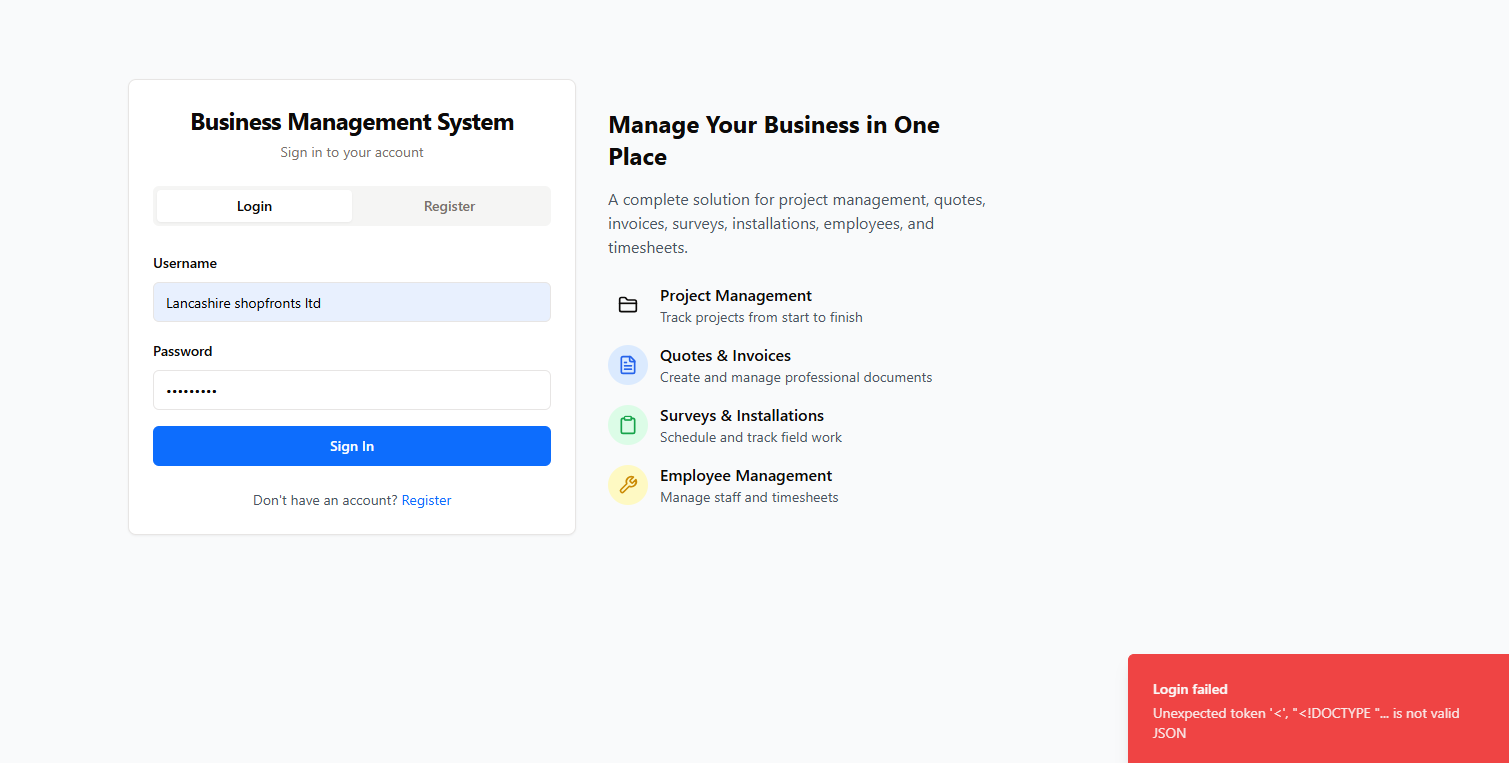 Business Management System
Sign in to your account
Login
Register
Username
Lancashire shopfronts ltd
Password
•••••••••
Sign In
Don't have an account? Register
Manage Your Business in One
Place
A complete solution for project management, quotes,
invoices, surveys, installations, employees, and
timesheets.
Project Management
Track projects from start to finish
Quotes & Invoices
Create and manage professional documents
Surveys & Installations
Schedule and track field work
Employee Management
Manage staff and timesheets
Login failed
Unexpected token '<', "<!DOCTYPE "... is not valid
JSON